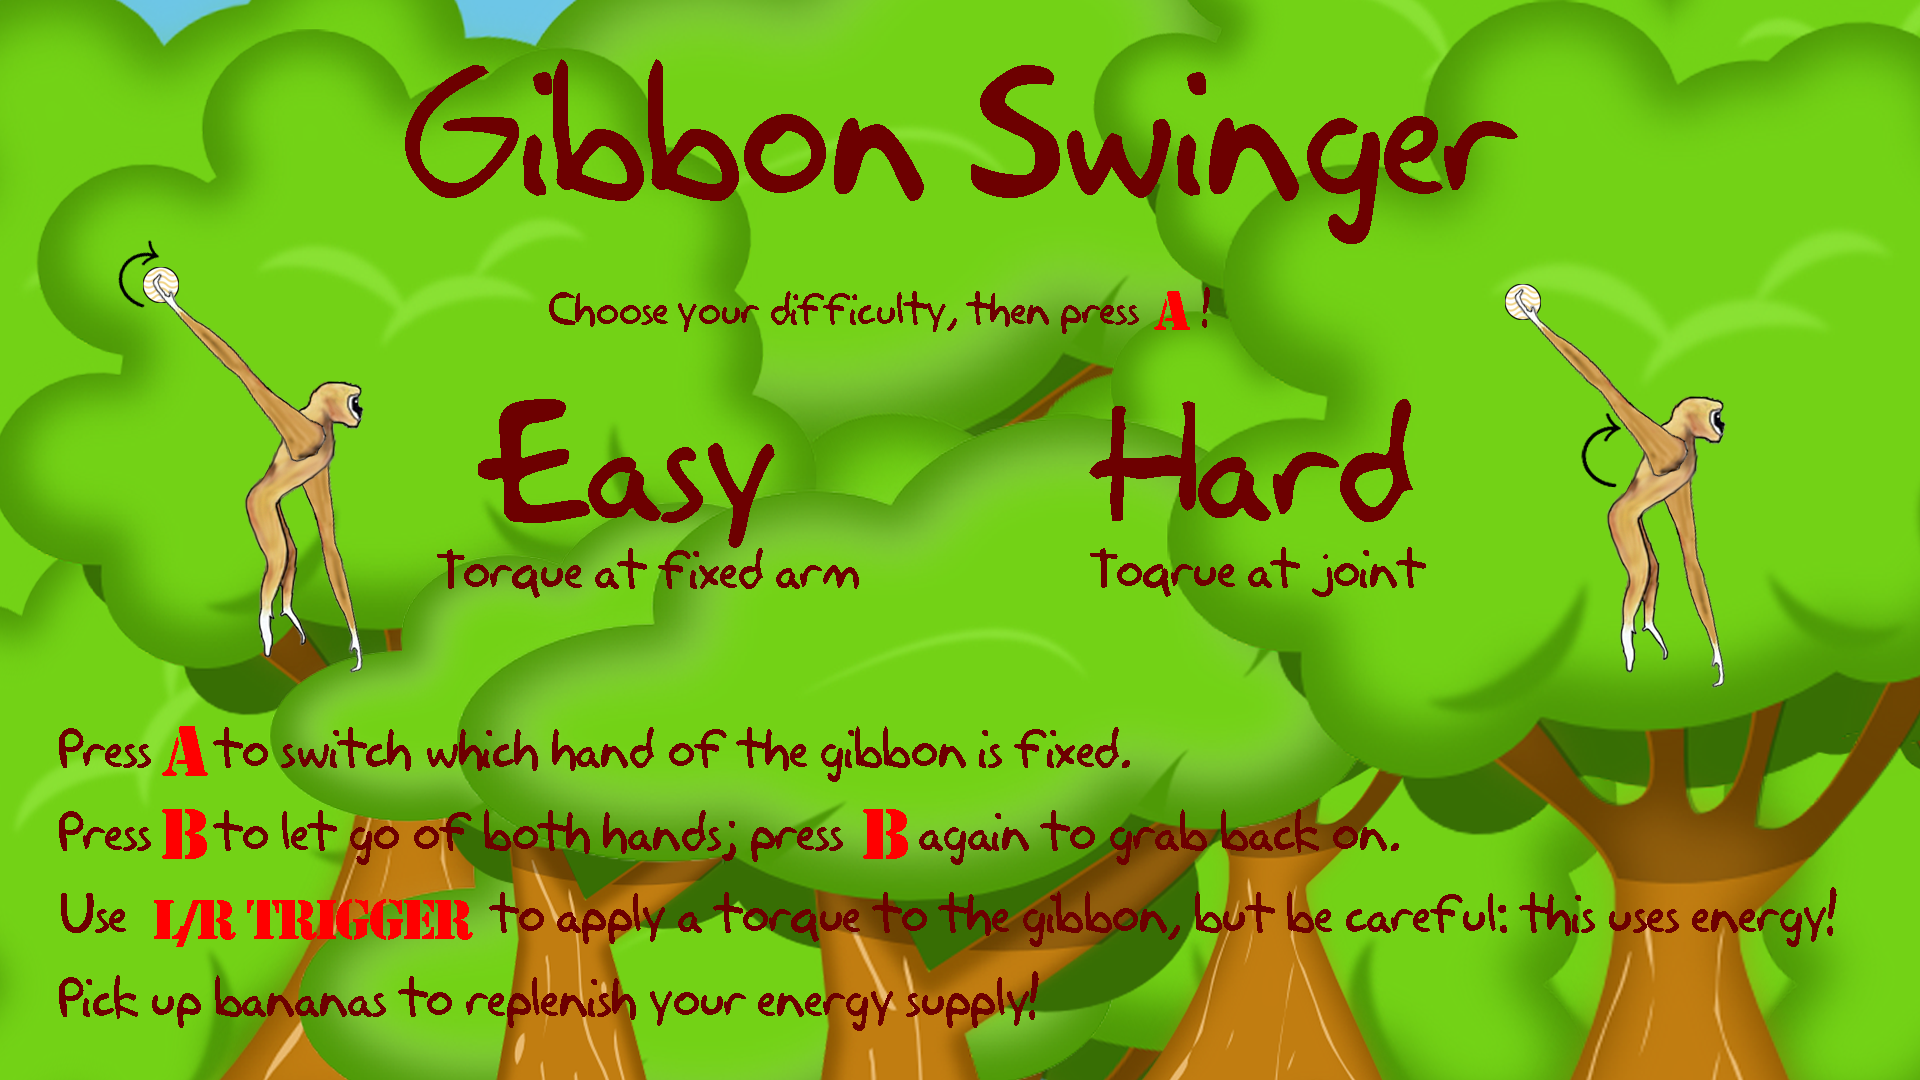 Gibbon Swinger
Choose your difficulty, then press A!
Easy
Hard
Torque at fixed arm
Toqrue at joint
Press A to switch which hand of the gibbon is fixed.
Press B to let go of both hands; press B again to grab back on.
Use L/R TRIGGER to apply a torque to the gibbon, but be careful: this uses energy!
Pick up bananas to replenish your energy supply!